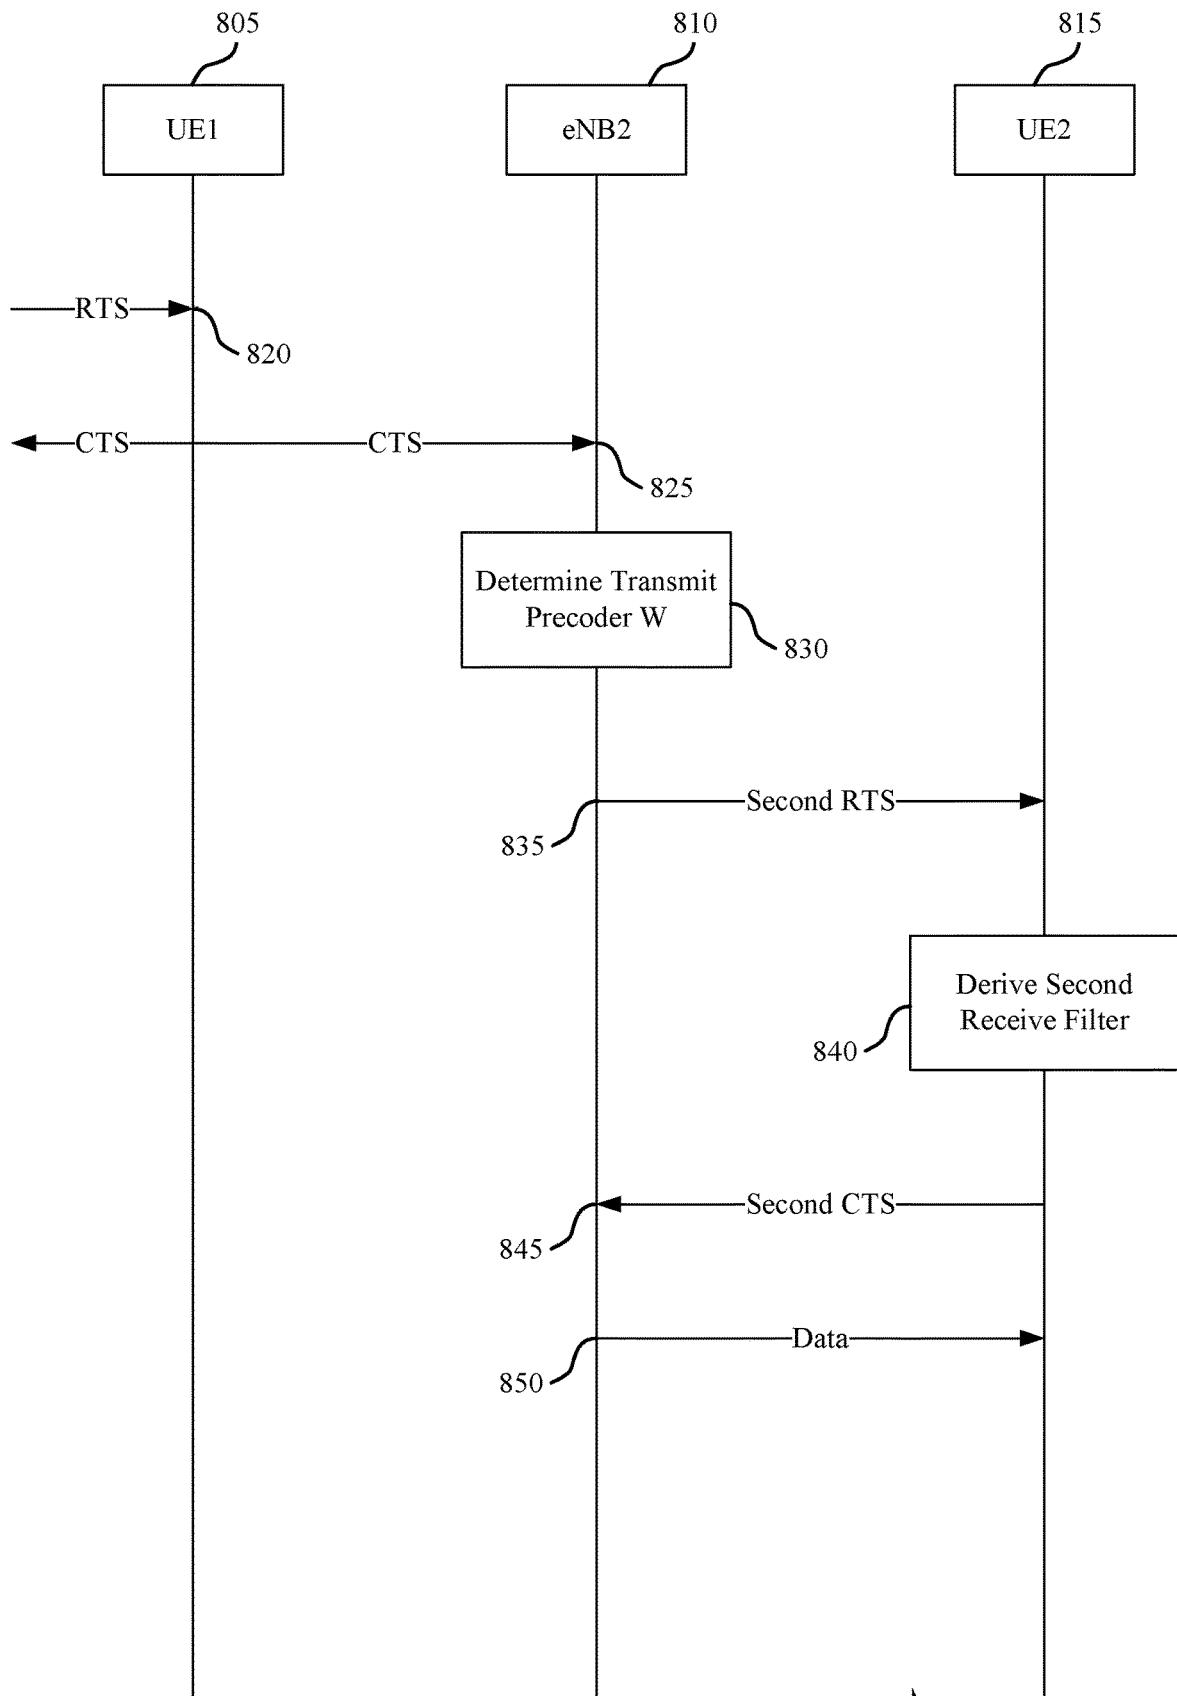 805
810
815
UE1
eNB2
UE2
RTS
820
CTS
CTS
825
Determine Transmit
Precoder W
830
Second RTS
835
Derive Second
Receive Filter
840
Second CTS
845
Data
850